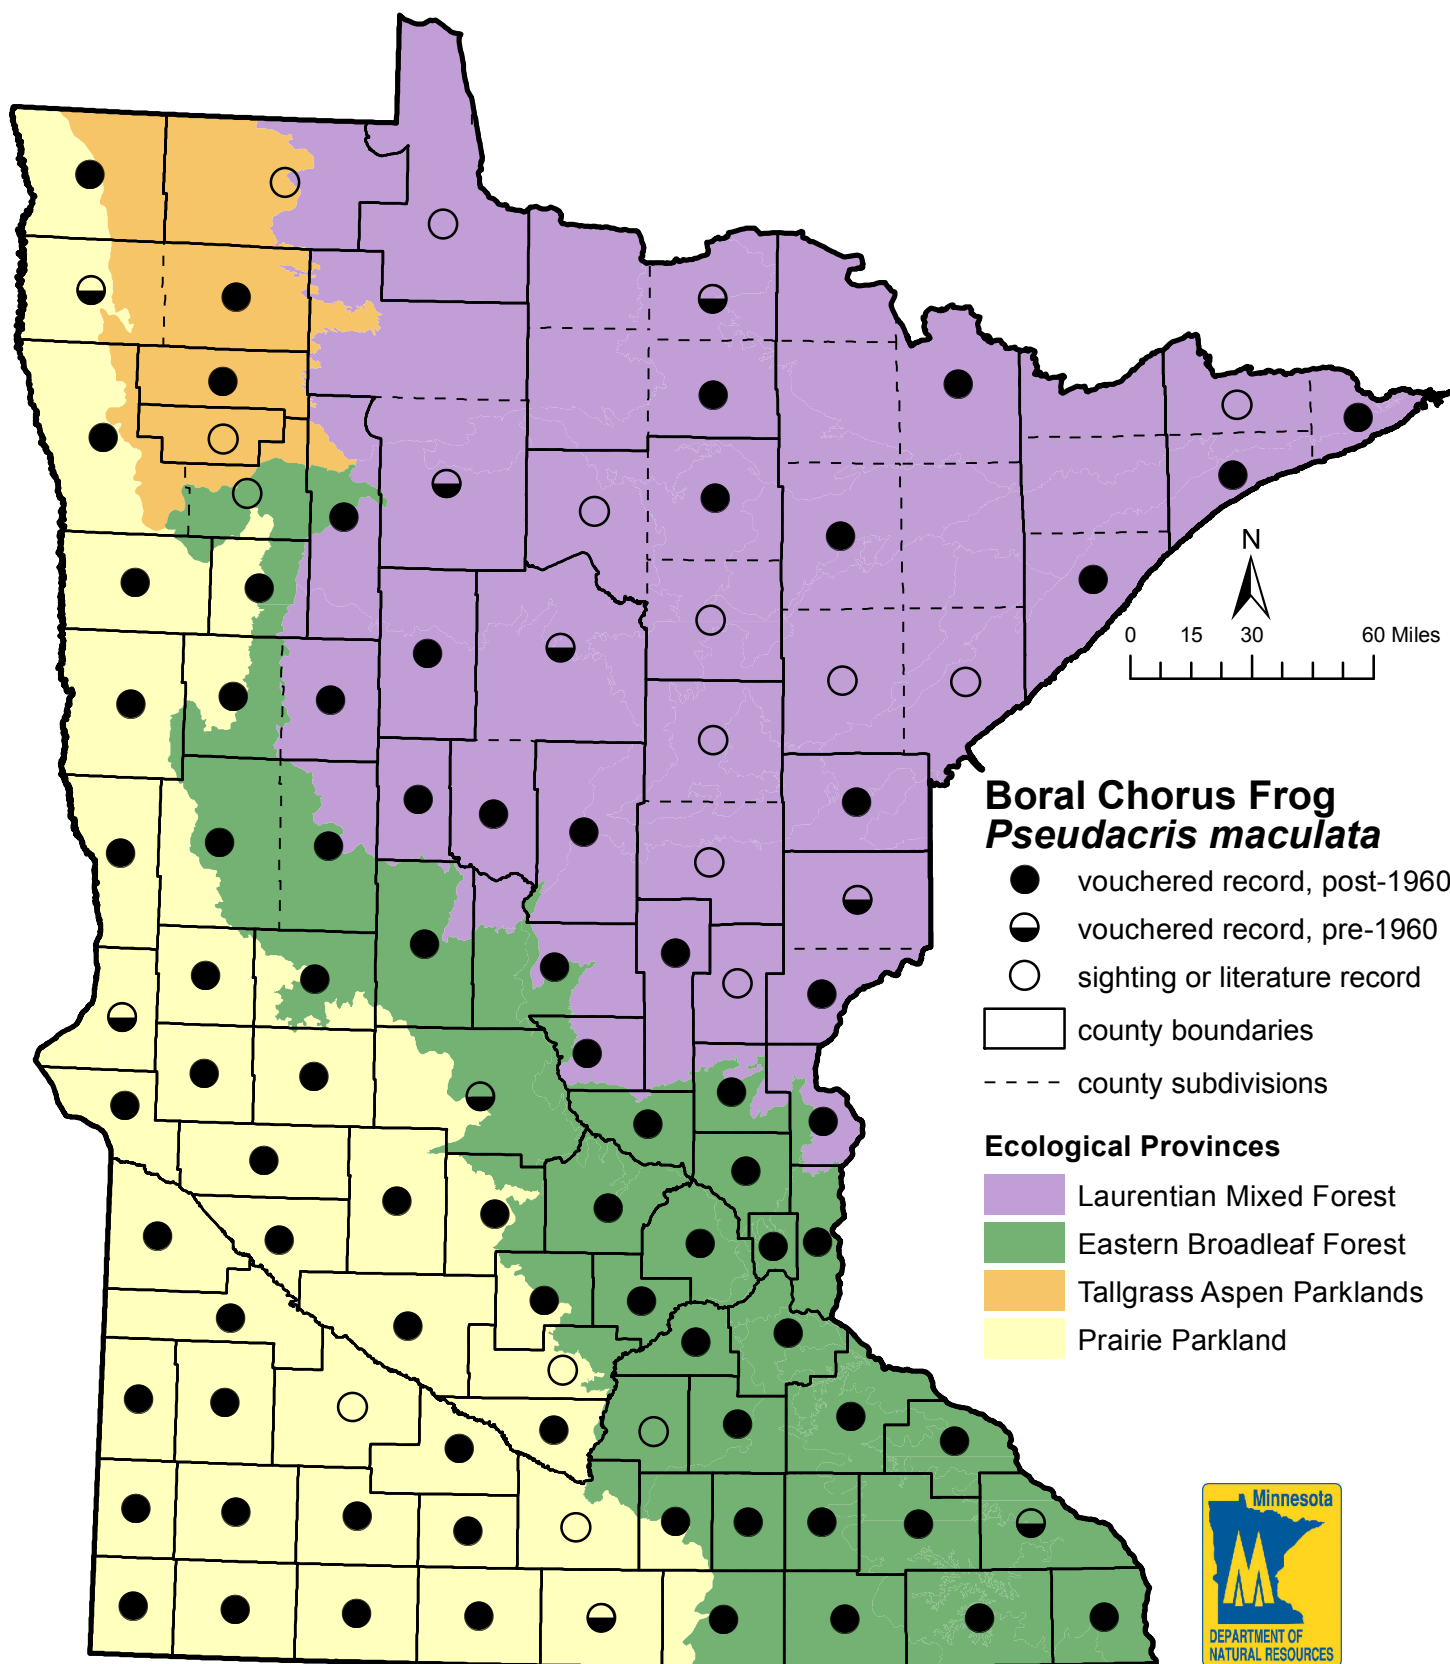 N
0 15 30 60 Miles
Boral Chorus Frog
Pseudacris maculata
vouchered record, post-1960
vouchered record, pre-1960
sighting or literature record
county boundaries
county subdivisions
Ecological Provinces
Laurentian Mixed Forest
Eastern Broadleaf Forest
Tallgrass Aspen Parklands
Prairie Parkland
Minnesota
DEPARTMENT OF
NATURAL RESOURCES